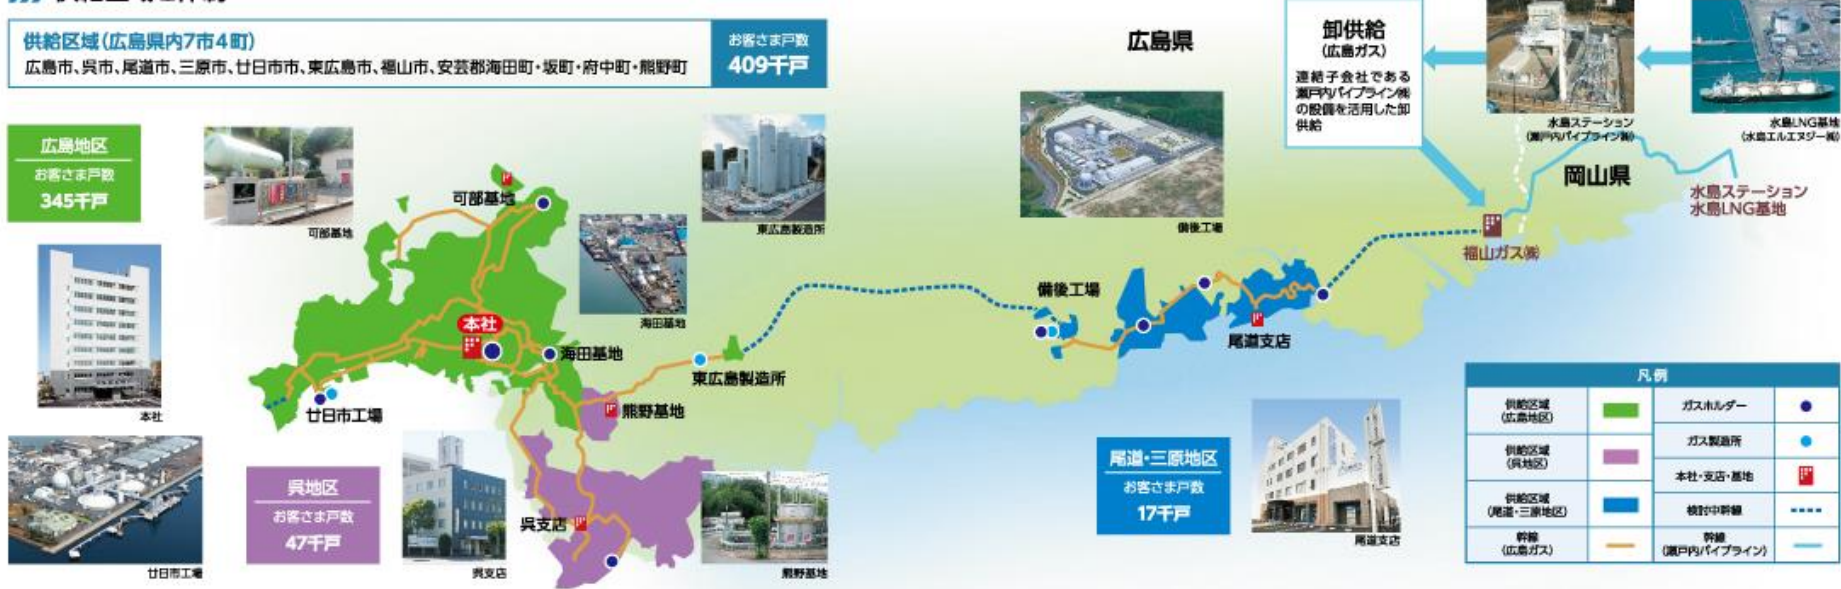 供給区域(広島県内7市4町)
広島市、呉市、尾道市、三原市、廿日市市、東広島市、福山市、安芸郡海田町・坂町・府中町・熊野町
お客さま戸数
409千戸
広島県
卸供給
(広島ガス)
連結子会社である
瀬戸内パイプライン㈱
の設備を活用した卸
供給
水島ステーション
(瀬戸内パイプライン㈱)
水島LNG基地
(水島エルエヌジー㈱)
広島地区
お客さま戸数
345千戸
可部基地
可部基地
東広島製造所
備後工場
岡山県
水島ステーション
水島LNG基地
福山ガス㈱
海田基地
本社
備後工場
尾道支店
海田基地
東広島製造所
本社
廿日市工場
熊野基地
廿日市工場
呉地区
お客さま戸数
47千戸
呉支店
呉支店
熊野基地
尾道・三原地区
お客さま戸数
17千戸
尾道支店
凡例
供給区域
(広島地区)
ガスホルダー
ガス製造所
供給区域
(呉地区)
本社・支店・基地
供給区域
(尾道・三原地区)
検討中幹線
幹線
(広島ガス)
幹線
(瀬戸内パイプライン)